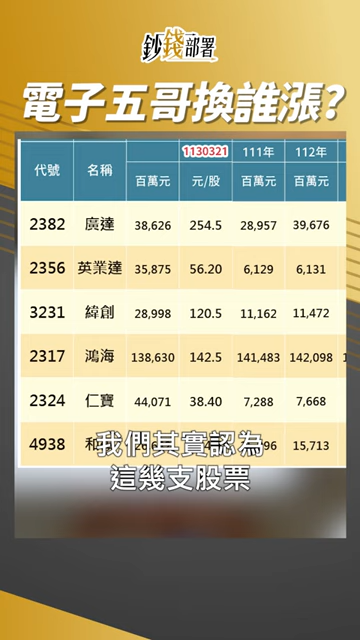 鈔錢部署
電子五哥換誰漲?
代號 名稱 百萬元 1130321 元/股 111年 百萬元 112年 百萬元
2382 廣達 38,626 254.5 28,957 39,676
2356 英業達 35,875 56.20 6,129 6,131
3231 緯創 28,998 120.5 11,162 11,472
2317 鴻海 138,630 142.5 141,483 142,098
2324 仁寶 44,071 38.40 7,288 7,668
4938 和 15,713
我們其實認為
這幾支股票